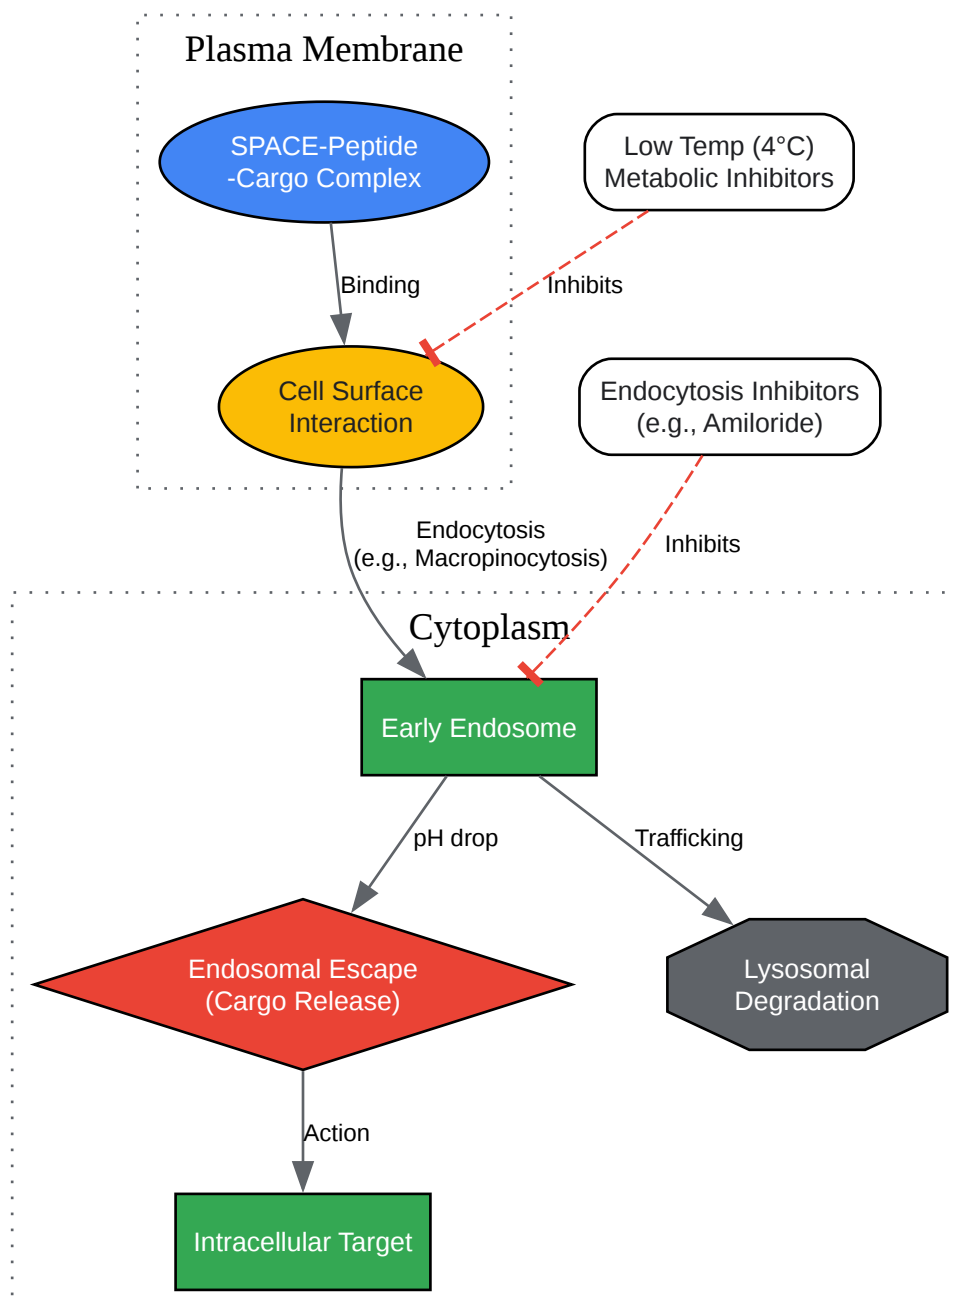 Plasma Membrane
SPACE-Peptide
-Cargo Complex
Low Temp (4°C)
Metabolic Inhibitors
Binding
Inhibits
Cell Surface
Interaction
Endocytosis Inhibitors
(e.g., Amiloride)
Endocytosis
(e.g., Macropinocytosis)
Inhibits
Cytoplasm
Early Endosome
pH drop
Trafficking
Endosomal Escape
(Cargo Release)
Lysosomal
Degradation
Action
Intracellular Target